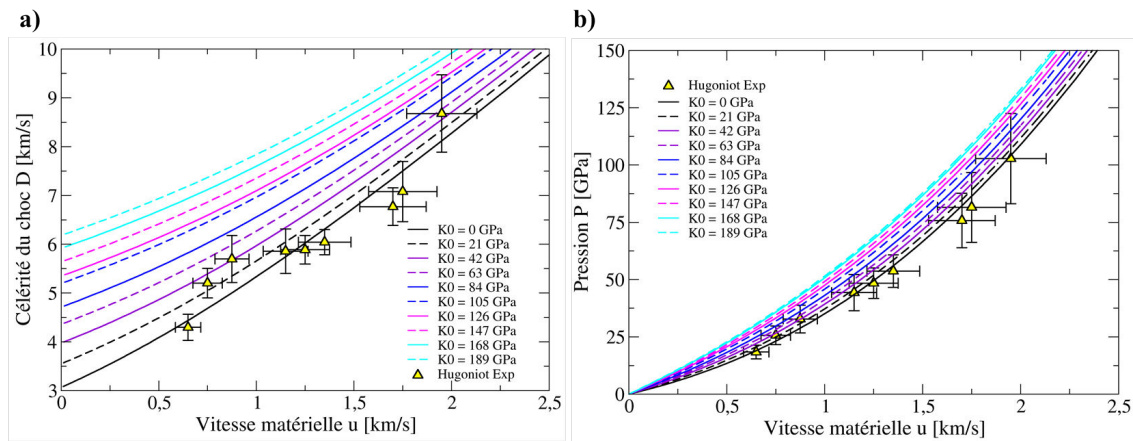 a)
Célérité du choc D [km/s]
10
9
8
7
6
5
4
3
K0 = 0 GPa
K0 = 21 GPa
K0 = 42 GPa
K0 = 63 GPa
K0 = 84 GPa
K0 = 105 GPa
K0 = 126 GPa
K0 = 147 GPa
K0 = 168 GPa
K0 = 189 GPa
Hugoniot Exp
0 0,5 1 1,5 2 2,5
Vitesse matérielle u [km/s]
b)
Pression P [GPa]
150
125
100
75
50
25
0
Hugoniot Exp
K0 = 0 GPa
K0 = 21 GPa
K0 = 42 GPa
K0 = 63 GPa
K0 = 84 GPa
K0 = 105 GPa
K0 = 126 GPa
K0 = 147 GPa
K0 = 168 GPa
K0 = 189 GPa
0 0,5 1 1,5 2 2,5
Vitesse matérielle u [km/s]